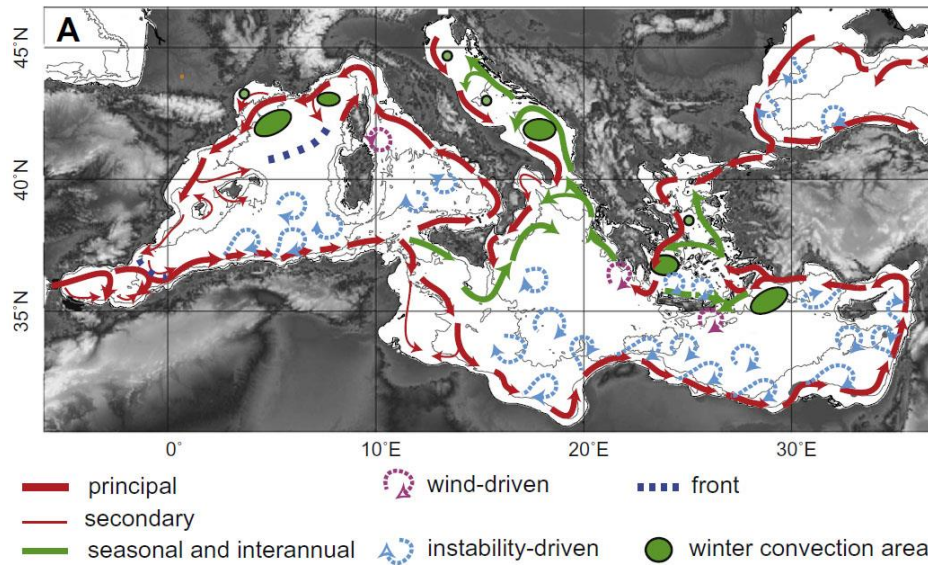 A
45°N
40°N
35°N
0°
10°E
20°E
30°E
principal
wind-driven
front
secondary
seasonal and interannual
instability-driven
winter convection area